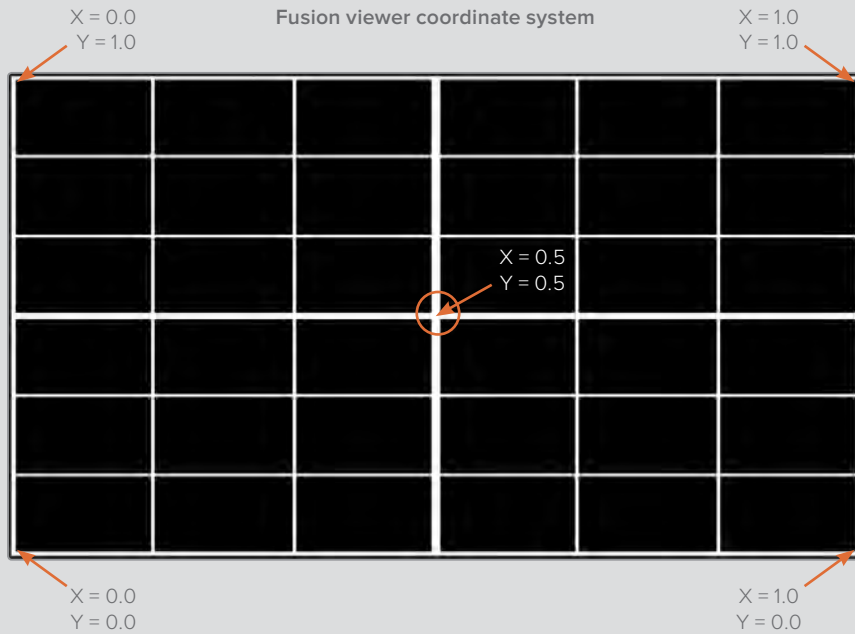 Fusion viewer coordinate system
X = 0.0
Y = 1.0
X = 1.0
Y = 1.0
X = 0.5
Y = 0.5
X = 0.0
Y = 0.0
X = 1.0
Y = 0.0